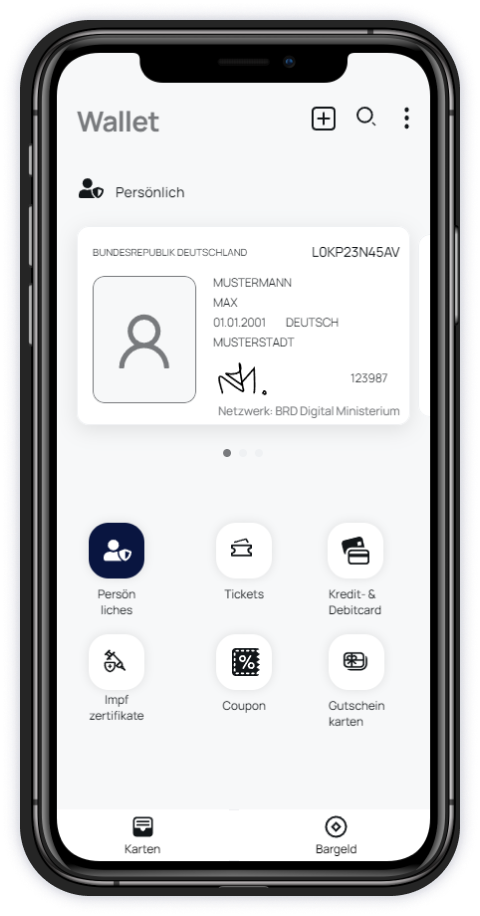 Wallet
Persönlich
BUNDESREPUBLIK DEUTSCHLAND L0KP23N45AV
MUSTERMANN
MAX
01.01.2001 DEUTSCH
MUSTERSTADT
123987
Netzwerk: BRD Digital Ministerium
Persön
liches
Tickets
Kredit- &
Debitcard
Impf
zertifikate
%
Coupon
Gutschein
karten
Karten
Bargeld